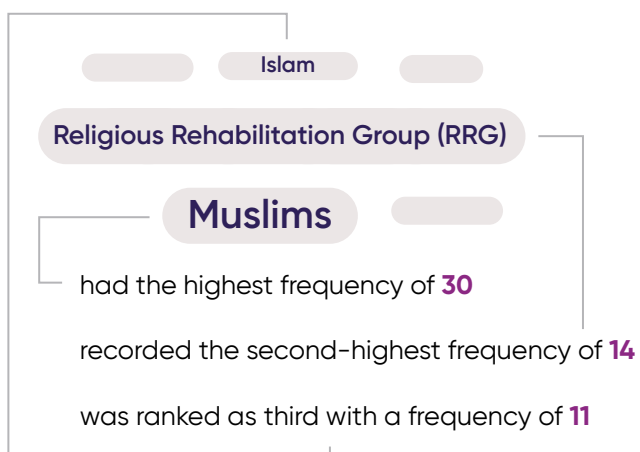 Islam
Religious Rehabilitation Group (RRG)
Muslims
had the highest frequency of 30
recorded the second-highest frequency of 14
was ranked as third with a frequency of 11